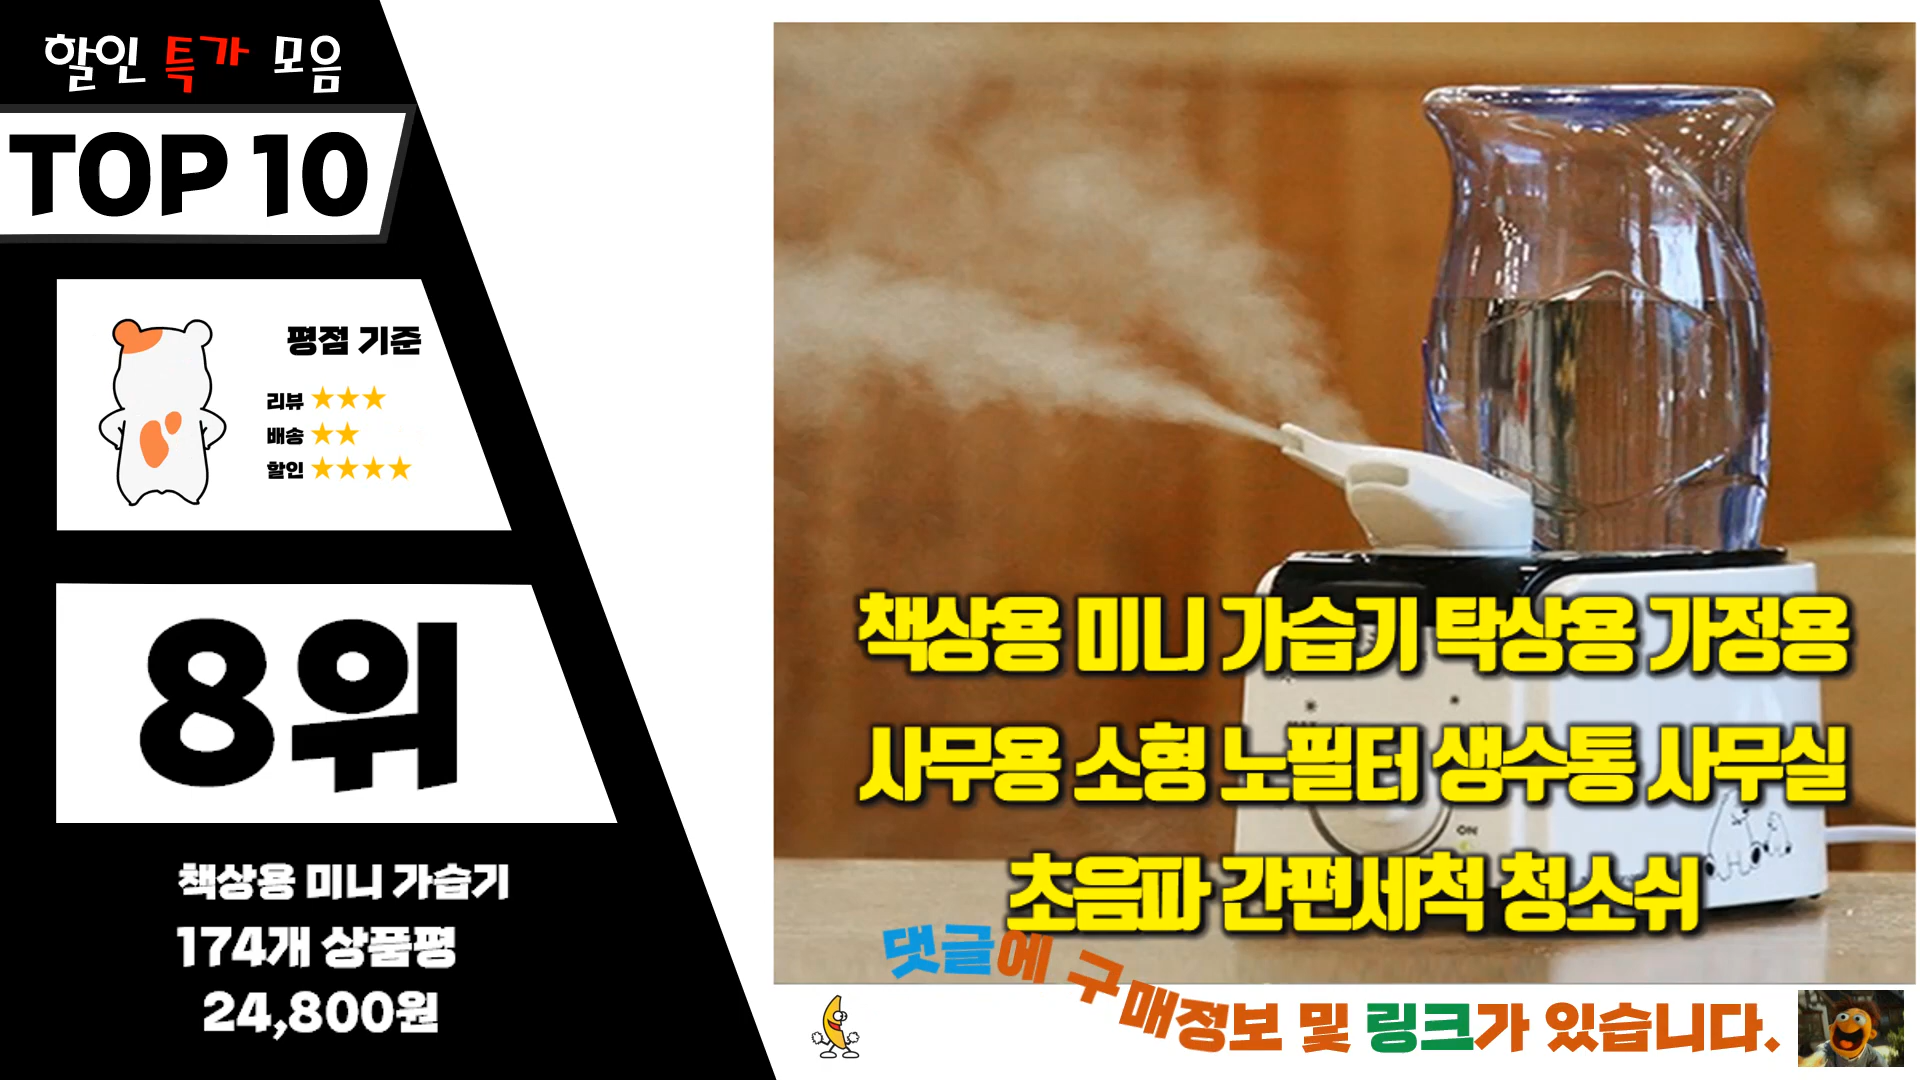 할인 특가 모음
TOP 10
평점 기준
리뷰 ★★★
배송 ★★
할인 ★★★★
8위
책상용 미니 가습기
174개 상품평
24,800원
책상용 미니 가습기 탁상용 가정용
사무용 소형 노필터 생수통 사무실
초음파 간편세척 청소쉬
ON
댓글에 구매정보 및 링크가 있습니다.